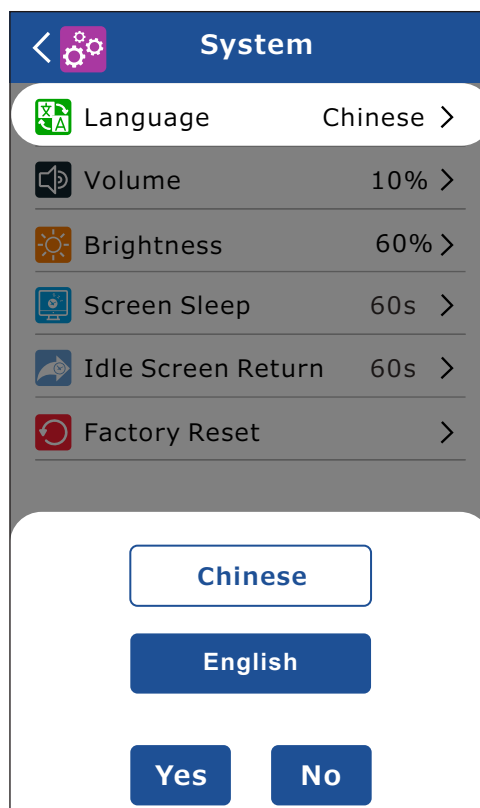 System
Language Chinese
Volume 10%
Brightness 60%
Screen Sleep 60s
Idle Screen Return 60s
Factory Reset
Chinese
English
Yes No